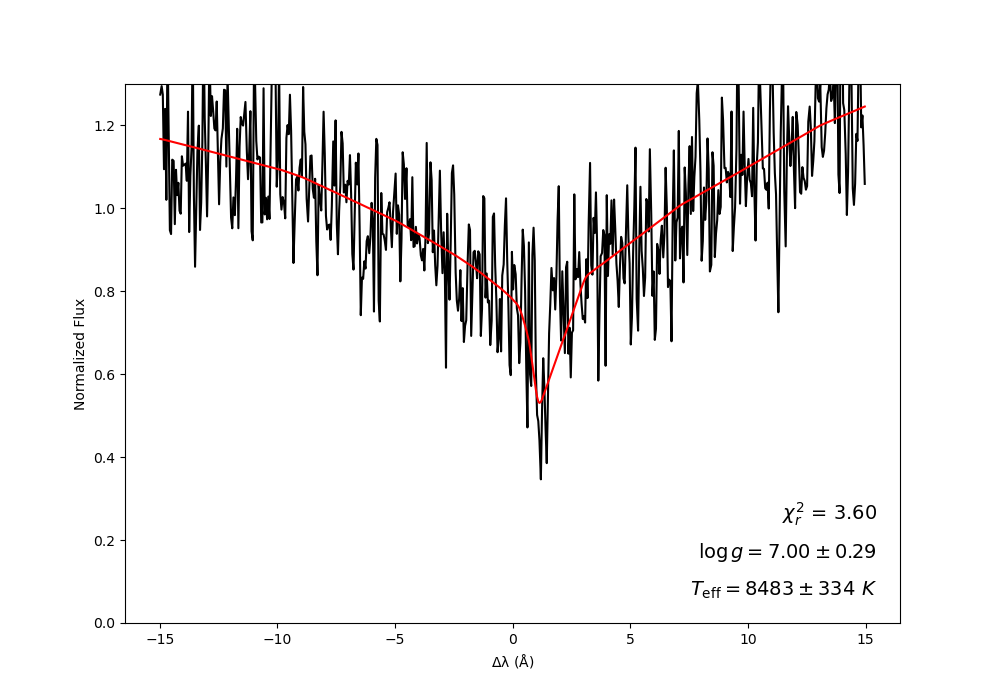 1.2
1.0
0.8
0.6
0.4
0.2
0.0
Normalized Flux
χ²ᵣ = 3.60
log g = 7.00 ± 0.29
T_eff = 8483 ± 334 K
−15 −10 −5 0 5 10 15
Δλ (Å)